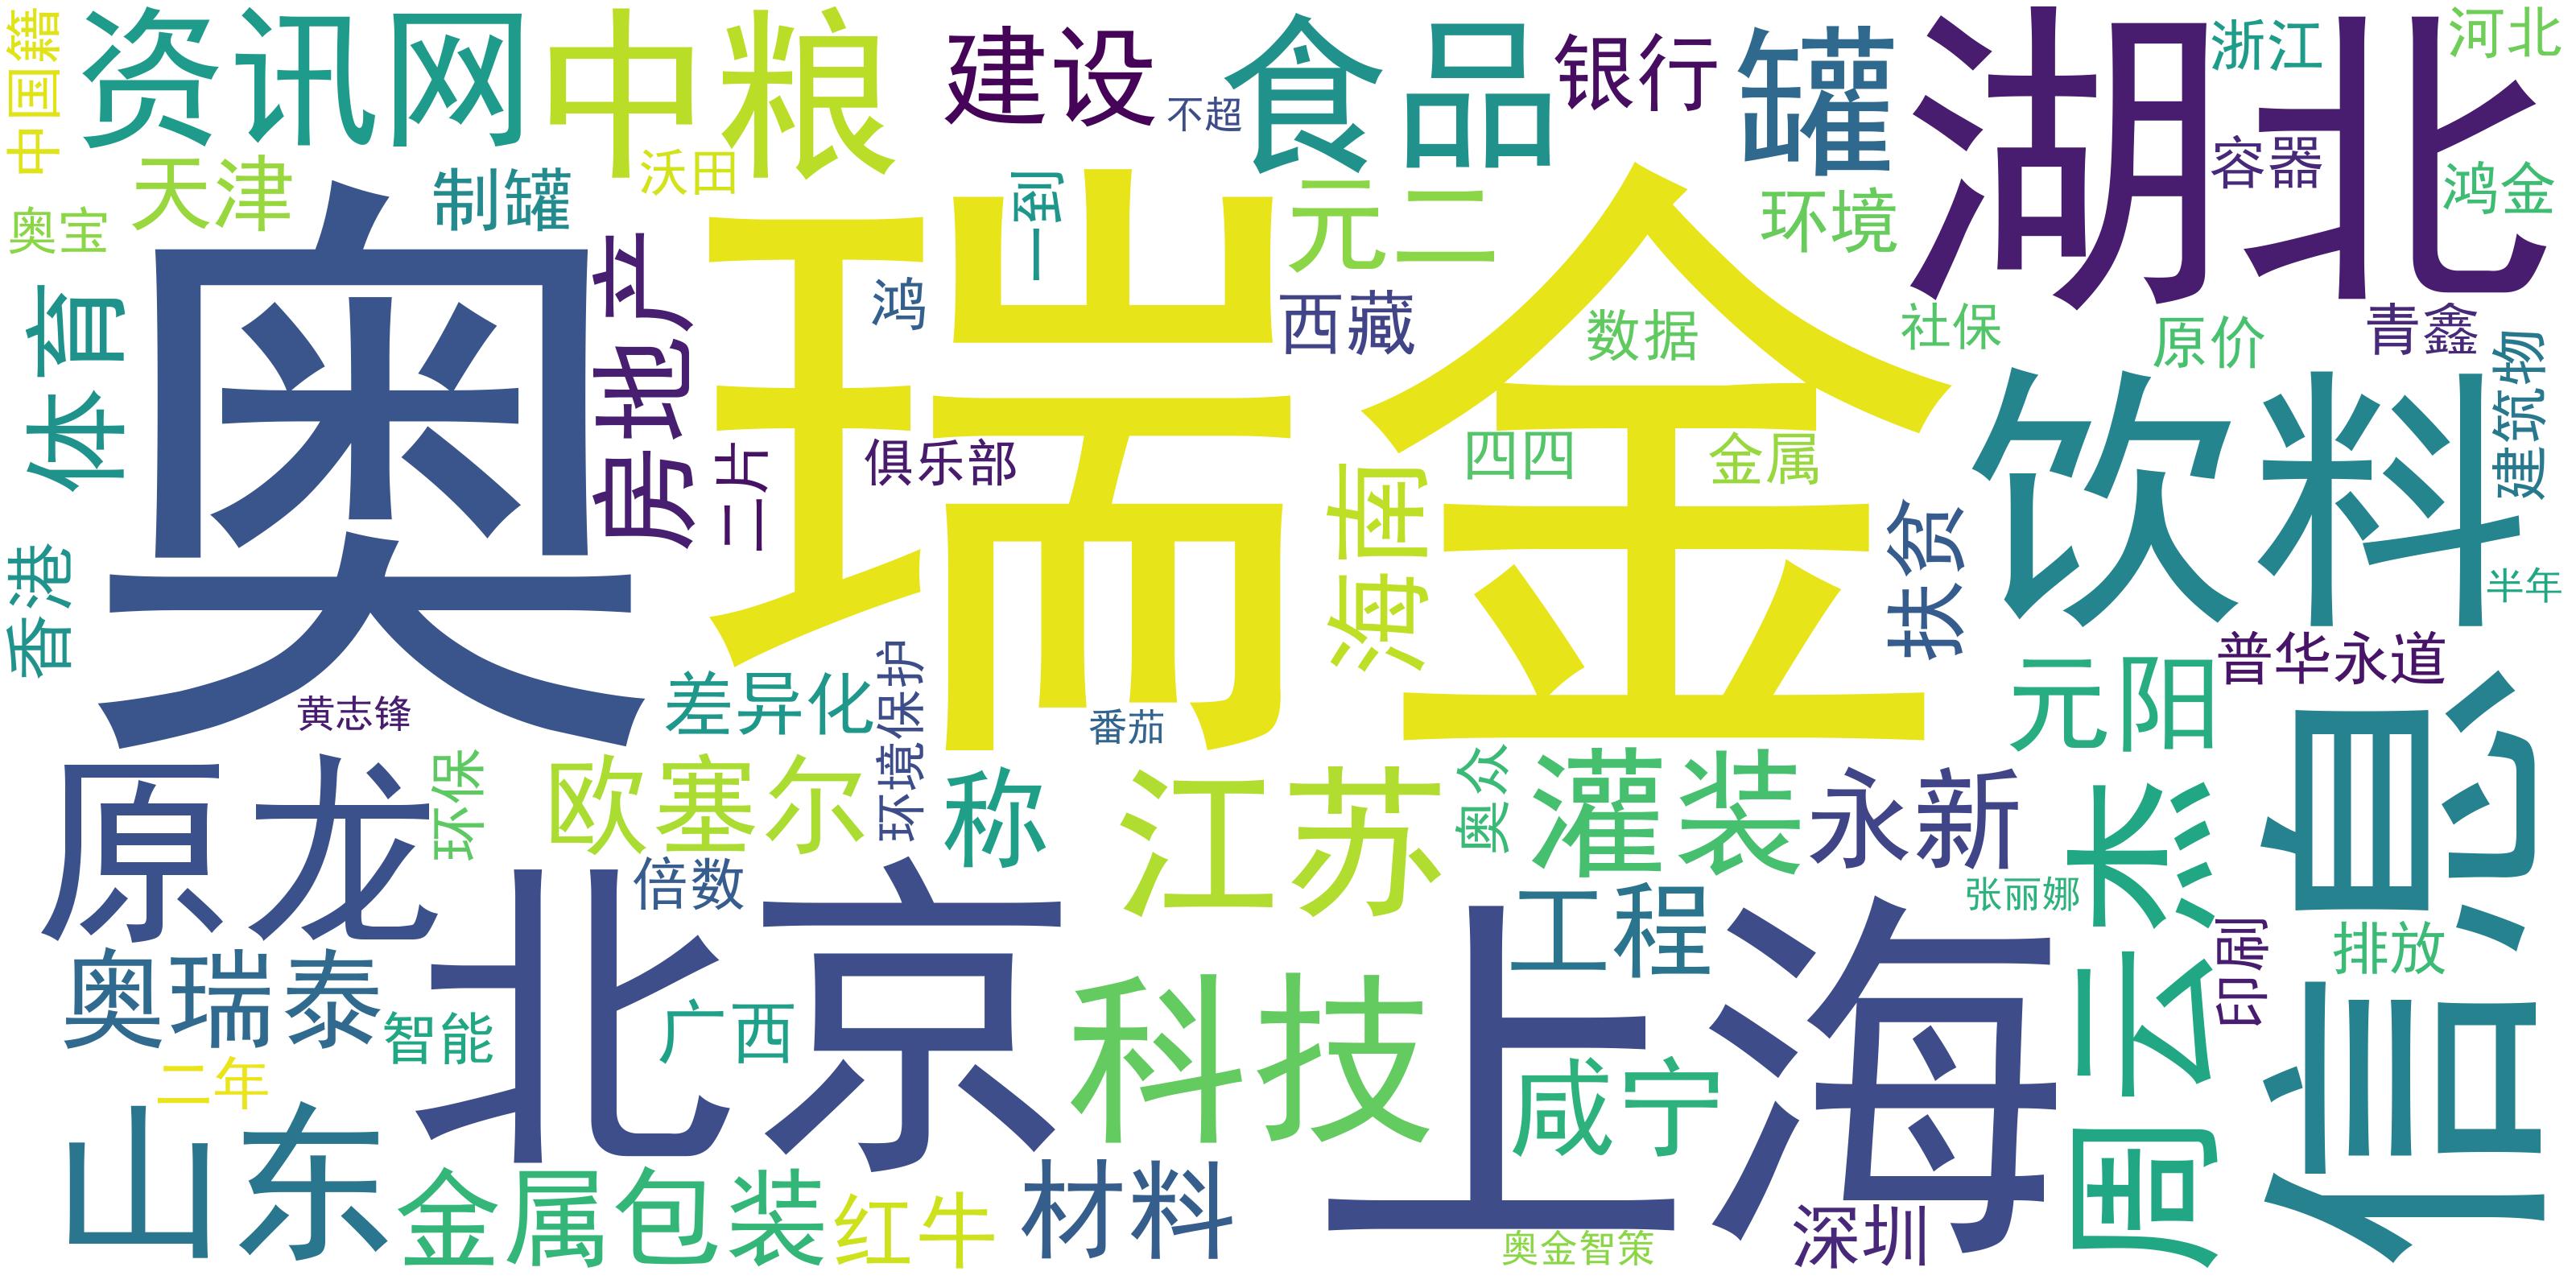 中国籍
资讯网
中粮
建设
不超
食品
银行
罐
湖北
浙江
河北
容器
鸿金
奥宝
天津
制罐
沃田
一到
元二
环境
奥
瑞金
体育
房地产
鸿
西藏
数据
社保
原价
青鑫
建筑物
二片
俱乐部
海南
四四
金属
扶贫
饮料
半年
香港
黄志锋
差异化
环境保护
番茄
元阳
普华永道
原龙
环保
欧塞尔
称
江苏
奥众
灌装
永新
周云杰
信息
倍数
张丽娜
北京
上海
工程
印刷
排放
奥瑞泰
智能
广西
科技
二年
咸宁
山东
金属包装
红牛
材料
深圳
奥金智策